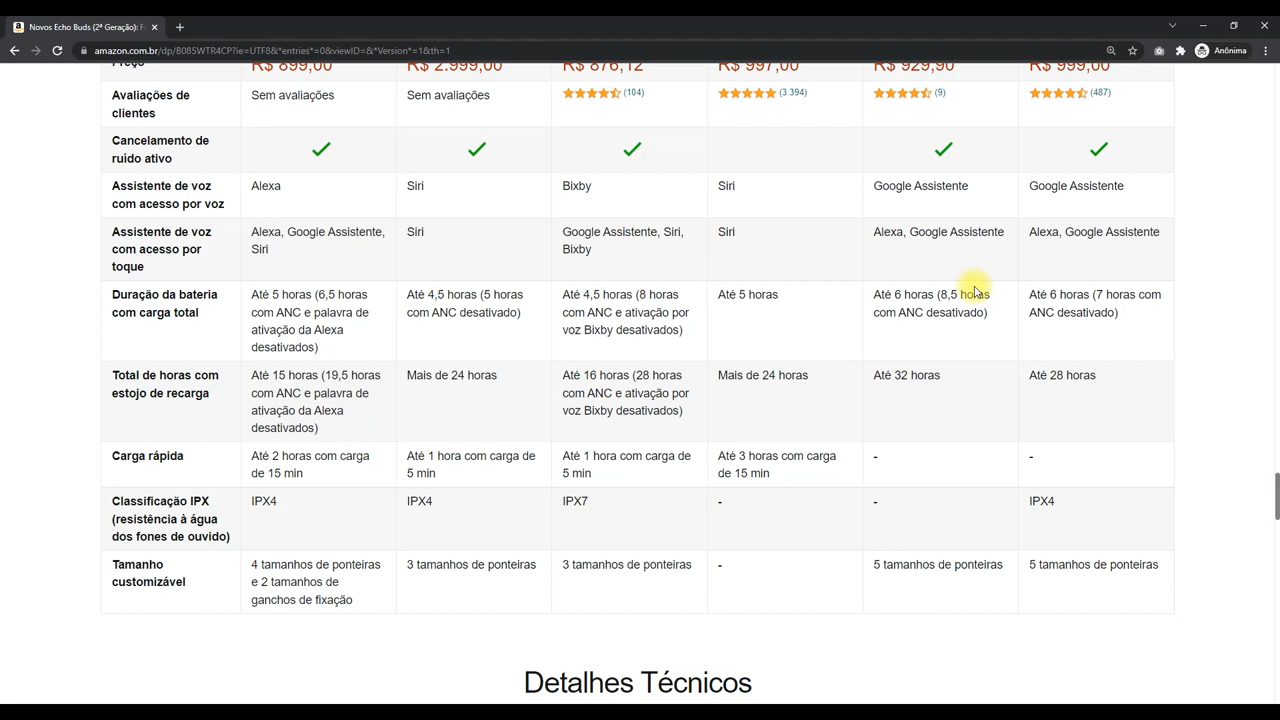 Novos Echo Buds (2ª Geração): F
amazon.com.br/dp/B085WTR4CP?ie=UTF8&*entries*=0&viewID=&*Version*=1&th=1
Anônima
Preço R$ 899,00 R$ 2.999,00 R$ 876,12 R$ 997,00 R$ 929,90 R$ 999,00
Avaliações de
clientes
Sem avaliações
Sem avaliações
(104)
(3.394)
(9)
(487)
Cancelamento de
ruído ativo
Assistente de voz
com acesso por voz
Alexa
Siri
Bixby
Siri
Google Assistente
Google Assistente
Assistente de voz
com acesso por
toque
Alexa, Google Assistente,
Siri
Siri
Google Assistente, Siri,
Bixby
Siri
Alexa, Google Assistente
Alexa, Google Assistente
Duração da bateria
com carga total
Até 5 horas (6,5 horas
com ANC e palavra de
ativação da Alexa
desativados)
Até 4,5 horas (5 horas
com ANC desativado)
Até 4,5 horas (8 horas
com ANC e ativação por
voz Bixby desativados)
Até 5 horas
Até 6 horas (8,5 horas
com ANC desativado)
Até 6 horas (7 horas com
ANC desativado)
Total de horas com
estojo de recarga
Até 15 horas (19,5 horas
com ANC e palavra de
ativação da Alexa
desativados)
Mais de 24 horas
Até 16 horas (28 horas
com ANC e ativação por
voz Bixby desativados)
Mais de 24 horas
Até 32 horas
Até 28 horas
Carga rápida
Até 2 horas com carga
de 15 min
Até 1 hora com carga de
5 min
Até 1 hora com carga de
5 min
Até 3 horas com carga
de 15 min
-
-
Classificação IPX
(resistência à água
dos fones de ouvido)
IPX4
IPX4
IPX7
-
-
IPX4
Tamanho
customizável
4 tamanhos de ponteiras
e 2 tamanhos de
ganchos de fixação
3 tamanhos de ponteiras
3 tamanhos de ponteiras
-
5 tamanhos de ponteiras
5 tamanhos de ponteiras
Detalhes Técnicos